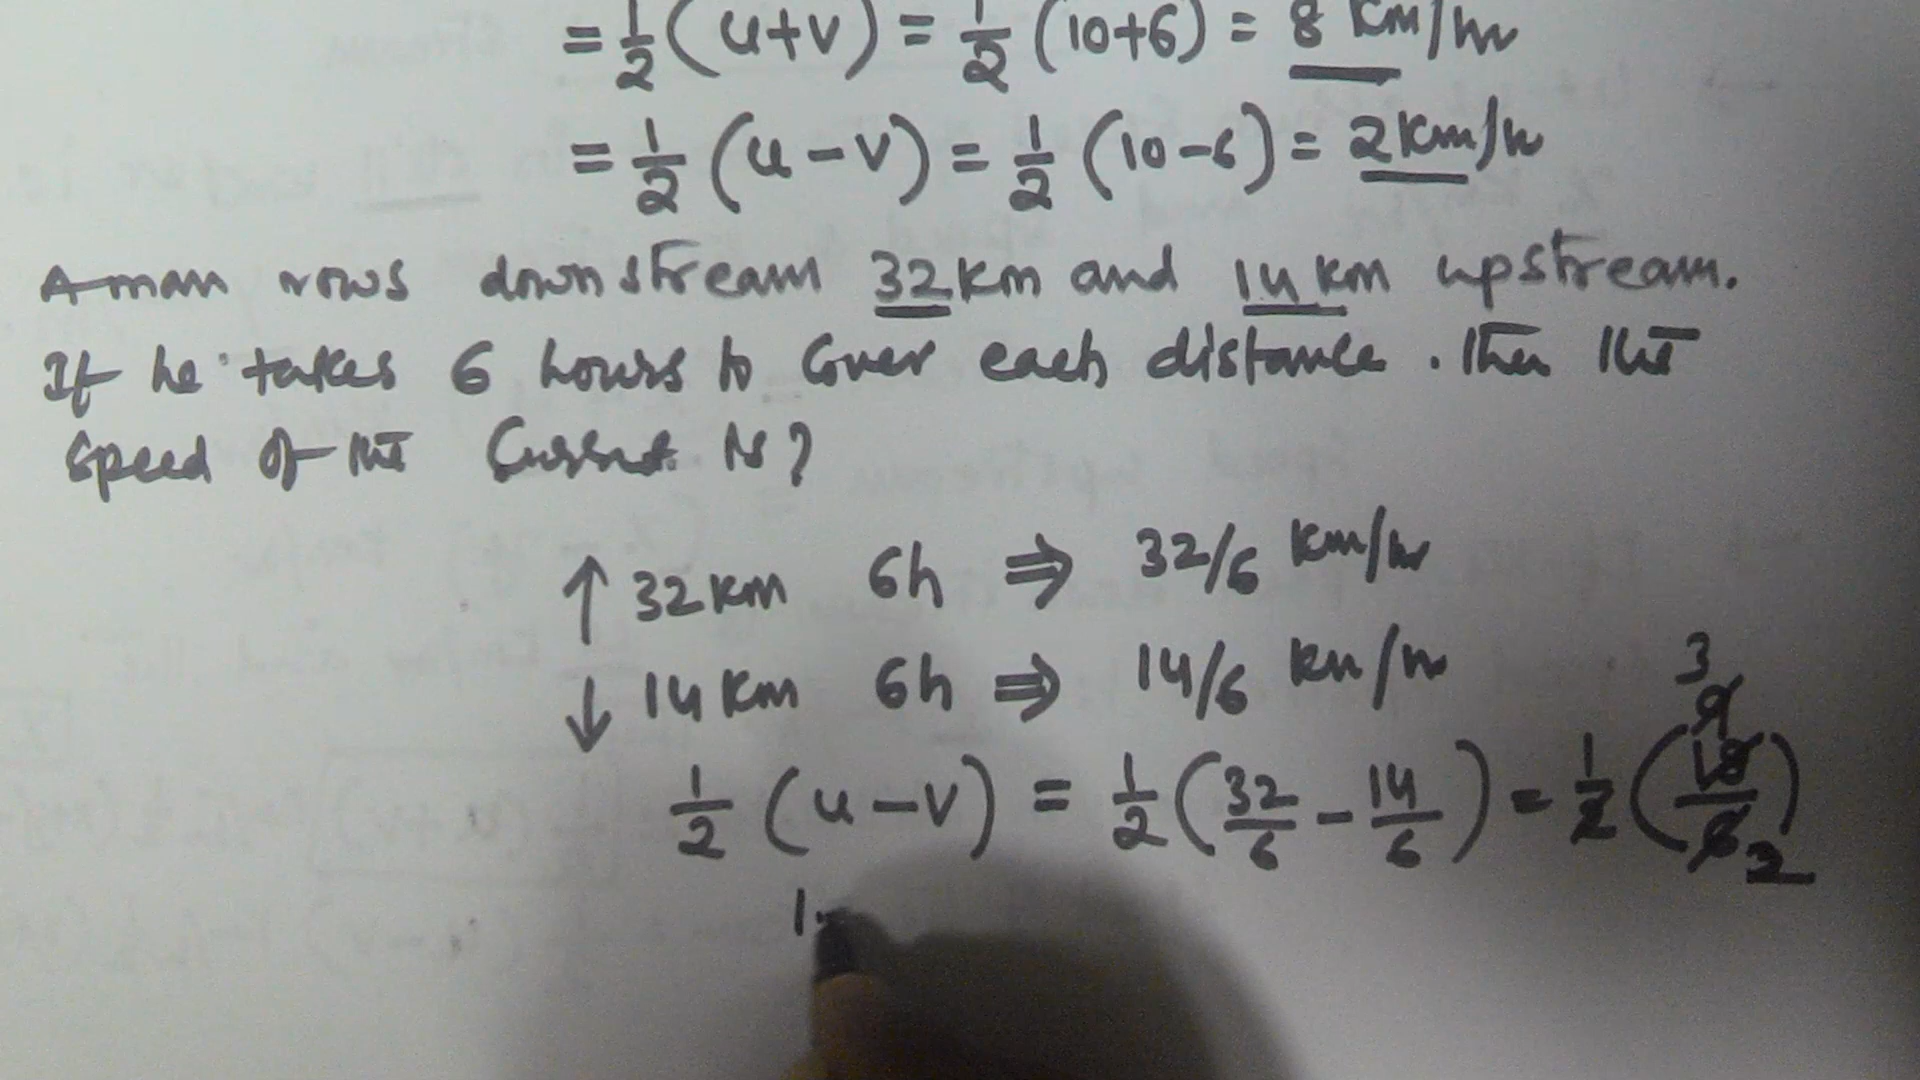 = 1/2 (u+v) = 1/2 (10+6) = 8 km/hr
= 1/2 (u-v) = 1/2 (10-6) = 2 km/hr
A man rows downstream 32 km and 14 km upstream.
If he takes 6 hours to cover each distance. Then the
speed of the Current is?
↑ 32 km 6h ⇒ 32/6 km/hr
↓ 14 km 6h ⇒ 14/6 km/hr
1/2 (u-v) = 1/2 (32/6 - 14/6) = 1/2 (18/6) 3 9 2
1.